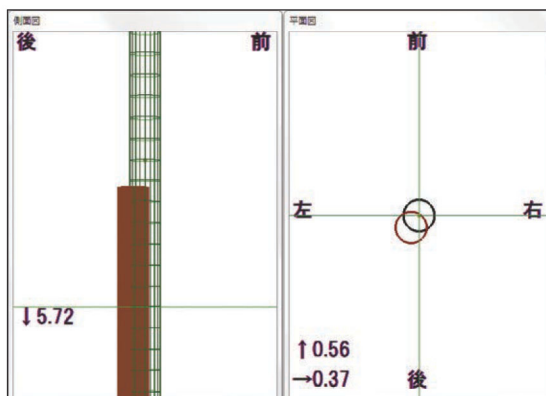 側面図
後 前
↓5.72
平面図
前
左 右
↑0.56
→0.37 後